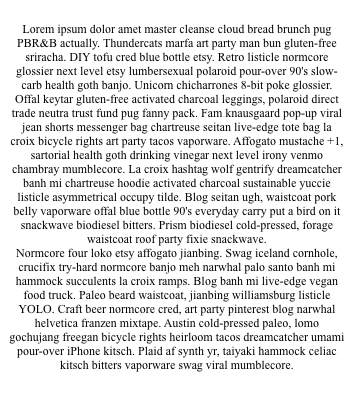 Lorem ipsum dolor amet master cleanse cloud bread brunch pug
PBR&B actually. Thundercats marfa art party man bun gluten-free
sriracha. DIY tofu cred blue bottle etsy. Retro listicle normcore
glossier next level etsy lumbersexual polaroid pour-over 90's slow-
carb health goth banjo. Unicorn chicharrones 8-bit poke glossier.
Offal keytar gluten-free activated charcoal leggings, polaroid direct
trade neutra trust fund pug fanny pack. Fam knausgaard pop-up viral
jean shorts messenger bag chartreuse seitan live-edge tote bag la
croix bicycle rights art party tacos vaporware. Affogato mustache +1,
sartorial health goth drinking vinegar next level irony venmo
chambray mumblecore. La croix hashtag wolf gentrify dreamcatcher
banh mi chartreuse hoodie activated charcoal sustainable yuccie
listicle asymmetrical occupy tilde. Blog seitan ugh, waistcoat pork
belly vaporware offal blue bottle 90's everyday carry put a bird on it
snackwave biodiesel bitters. Prism biodiesel cold-pressed, forage
waistcoat roof party fixie snackwave.
Normcore four loko etsy affogato jianbing. Swag iceland cornhole,
crucifix try-hard normcore banjo meh narwhal palo santo banh mi
hammock succulents la croix ramps. Blog banh mi live-edge vegan
food truck. Paleo beard waistcoat, jianbing williamsburg listicle
YOLO. Craft beer normcore cred, art party pinterest blog narwhal
helvetica franzen mixtape. Austin cold-pressed paleo, lomo
gochujang freegan bicycle rights heirloom tacos dreamcatcher umami
pour-over iPhone kitsch. Plaid af synth yr, taiyaki hammock celiac
kitsch bitters vaporware swag viral mumblecore.